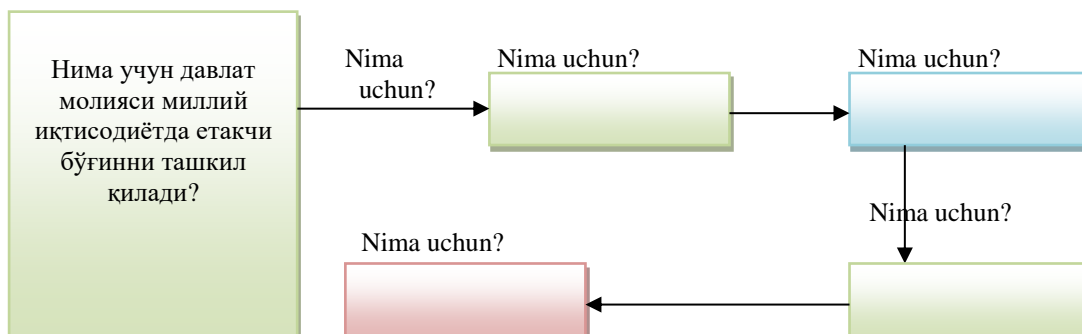 Нима учун давлат
молияси миллий
иқтисодиётда етакчи
бўғинни ташкил
қилади?
Nima
uchun?
Nima uchun?
Nima uchun?
Nima uchun?
Nima uchun?